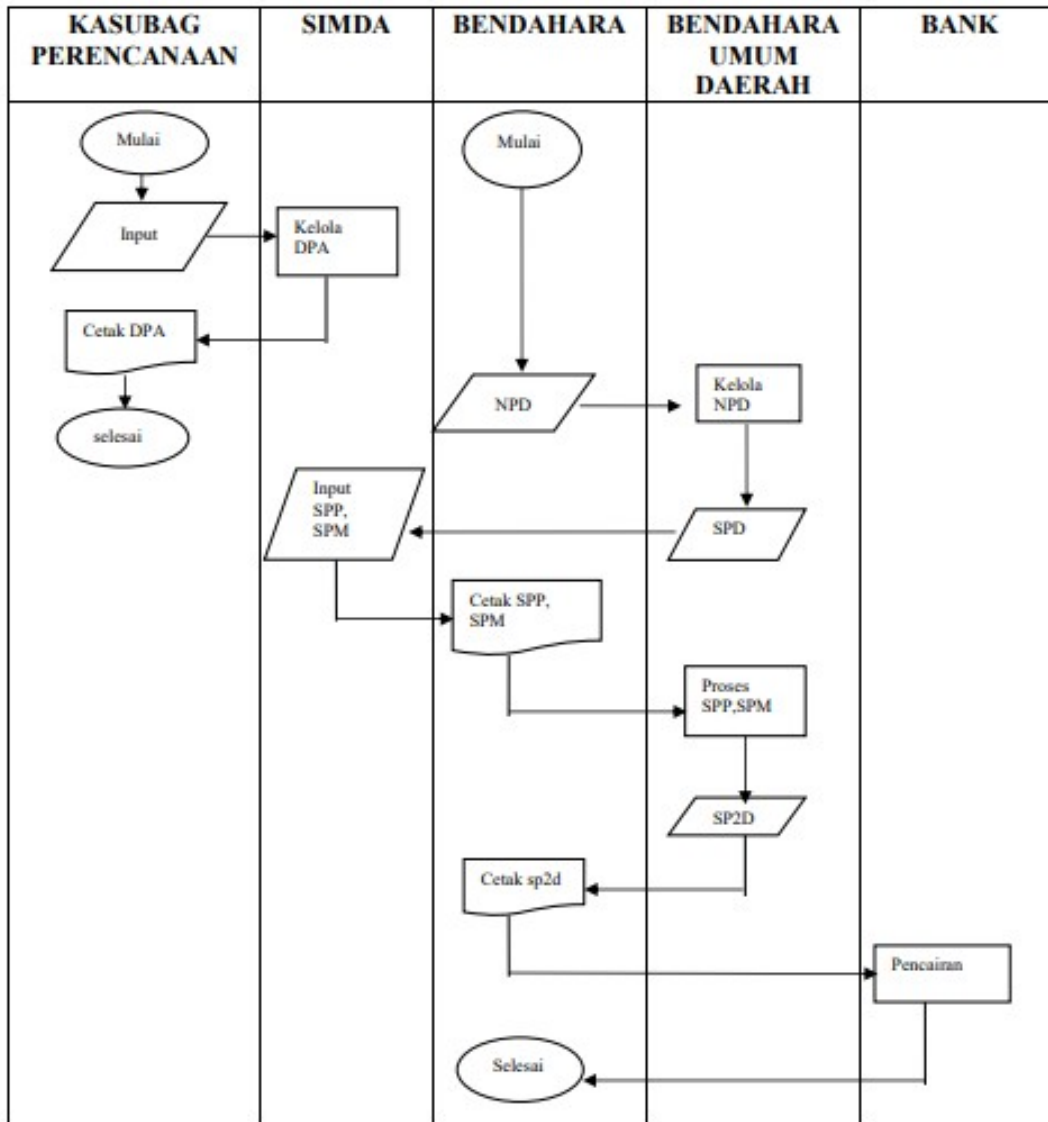 KASUBAG
PERENCANAAN
SIMDA
BENDAHARA
BENDAHARA
UMUM
DAERAH
BANK
Mulai
Mulai
Input
Kelola
DPA
Cetak DPA
selesai
NPD
Kelola
NPD
Input
SPP,
SPM
SPD
Cetak SPP,
SPM
Proses
SPP,SPM
SP2D
Cetak sp2d
Pencairan
Selesai